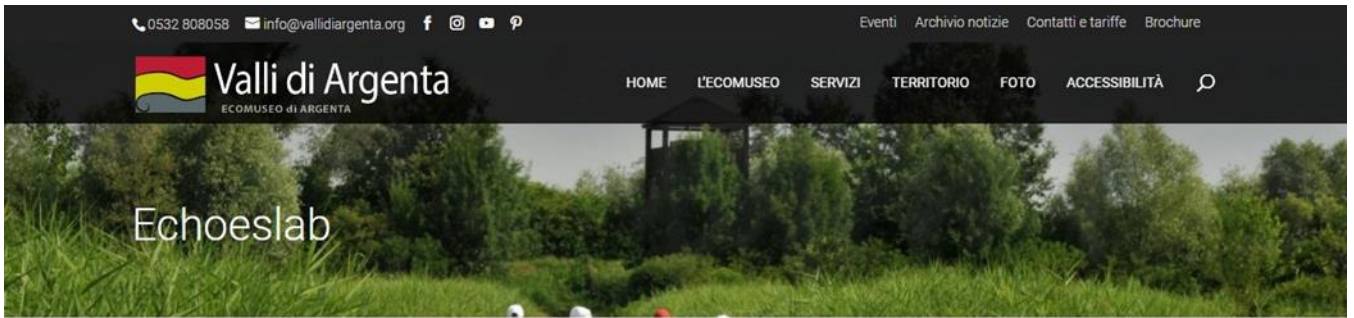 0532 808058 info@vallidiargenta.org
Eventi Archivio notizie Contatti e tariffe Brochure
Valli di Argenta
ECOMUSEO di ARGENTA
HOME L'ECOMUSEO SERVIZI TERRITORIO FOTO ACCESSIBILITÀ
Echoeslab